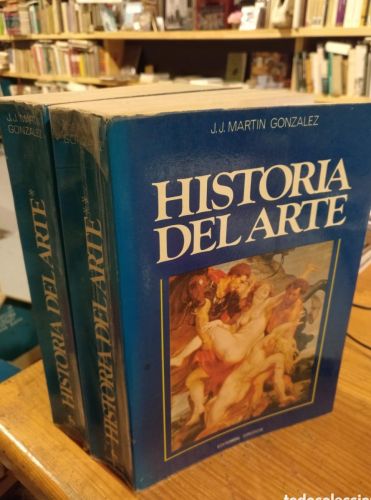 J.J. MARTIN GONZALEZ
HISTORIA
DEL ARTE
J.J. MARTIN
GONZALEZ
HISTORIA DEL ARTE*
HISTORIA DEL ARTE*
todocoleccion